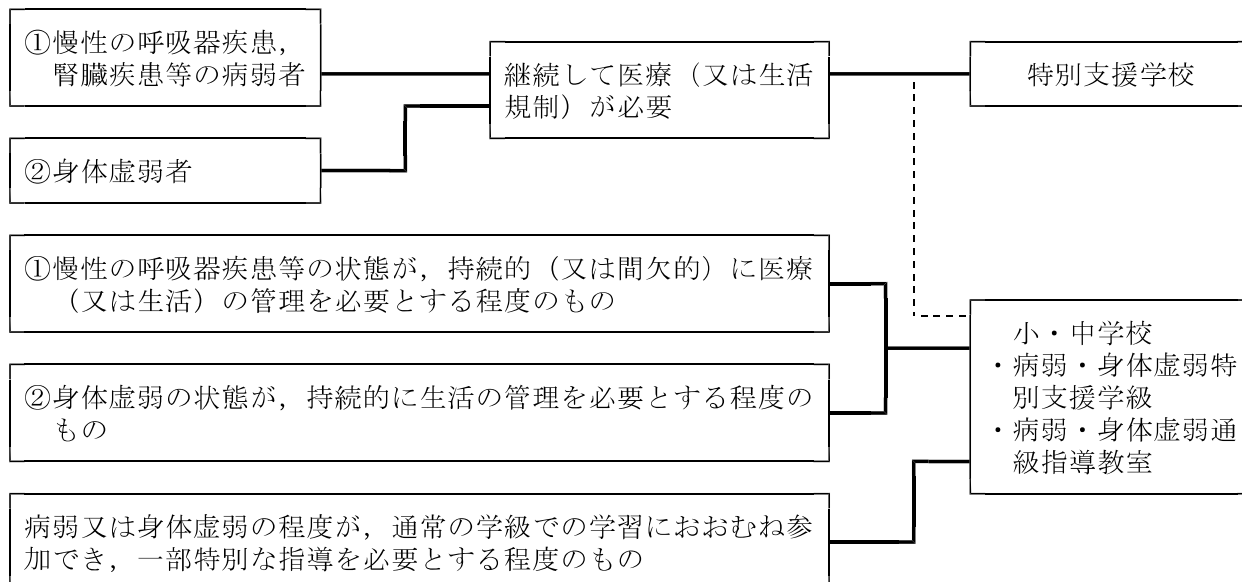 ①慢性の呼吸器疾患，
腎臓疾患等の病弱者
継続して医療（又は生活
規制）が必要
特別支援学校
②身体虚弱者
①慢性の呼吸器疾患等の状態が，持続的（又は間欠的）に医療
（又は生活）の管理を必要とする程度のもの
②身体虚弱の状態が，持続的に生活の管理を必要とする程度の
もの
小・中学校
・病弱・身体虚弱特
別支援学級
・病弱・身体虚弱通
級指導教室
病弱又は身体虚弱の程度が，通常の学級での学習におおむね参
加でき，一部特別な指導を必要とする程度のもの